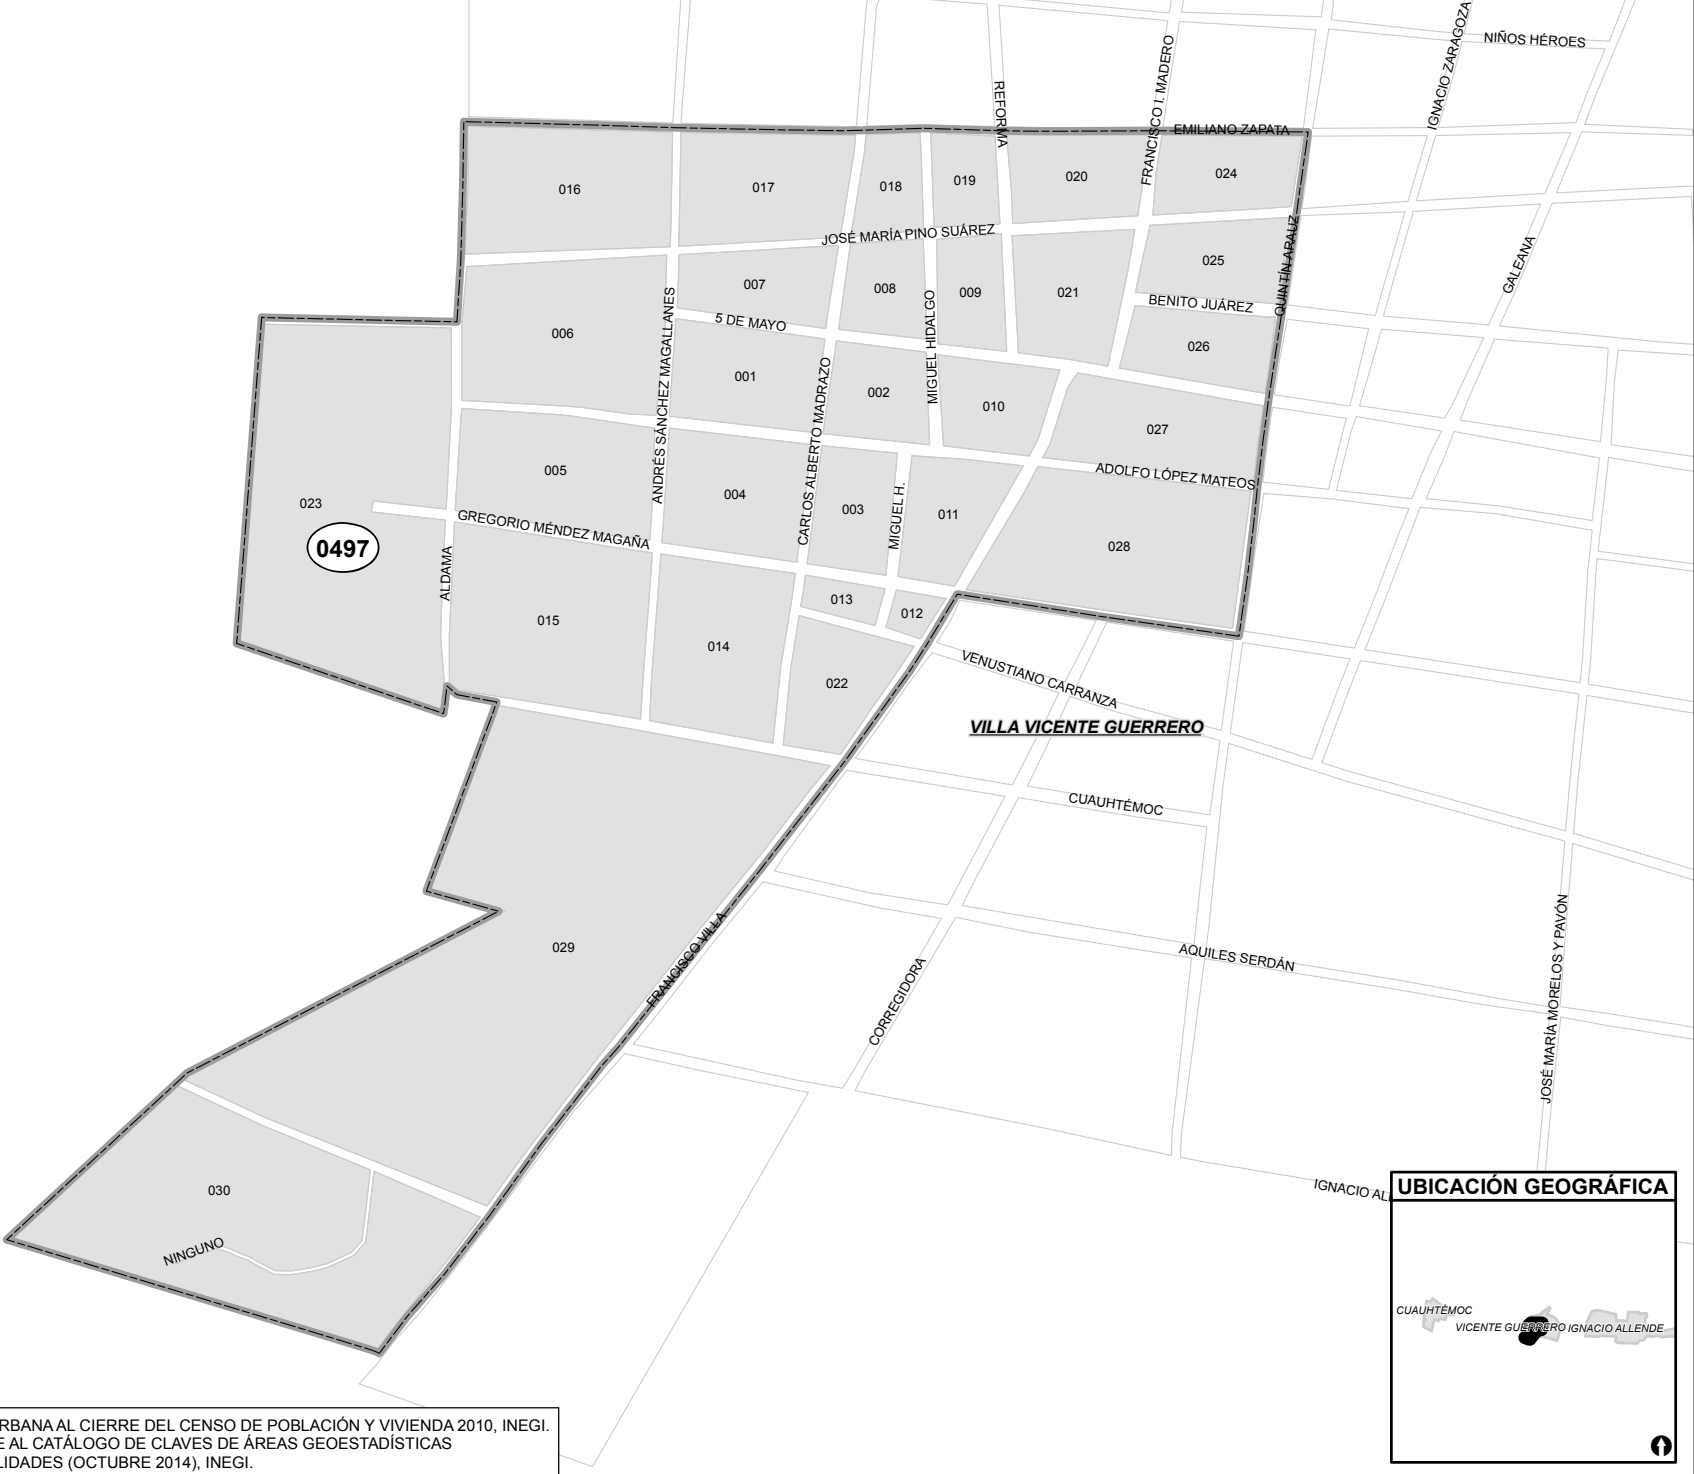 NIÑOS HÉROES
IGNACIO ZARAGOZA
FRANCISCO I. MADERO
REFORMA
EMILIANO ZAPATA
016
017
018
019
020
024
JOSÉ MARÍA PINO SUÁREZ
QUINTÍN ARAUZ
GALEANA
007
008
009
021
025
BENITO JUÁREZ
006
5 DE MAYO
026
ANDRÉS SÁNCHEZ MAGALLANES
MIGUEL HIDALGO
001
002
010
CARLOS ALBERTO MADRAZO
027
005
004
003
MIGUEL H.
011
ADOLFO LÓPEZ MATEOS
023
GREGORIO MÉNDEZ MAGAÑA
0497
028
ALDAMA
015
014
013
012
022
VENUSTIANO CARRANZA
VILLA VICENTE GUERRERO
CUAUHTÉMOC
029
FRANCISCO VILLA
CORREGIDORA
AQUILES SERDÁN
JOSÉ MARÍA MORELOS Y PAVÓN
030
NINGUNO
IGNACIO
UBICACIÓN GEOGRÁFICA
CUAUHTÉMOC
VICENTE GUERRERO
IGNACIO ALLENDE
RBANA AL CIERRE DEL CENSO DE POBLACIÓN Y VIVIENDA 2010, INEGI.
E AL CATÁLOGO DE CLAVES DE ÁREAS GEOESTADÍSTICAS
LIDADES (OCTUBRE 2014), INEGI.